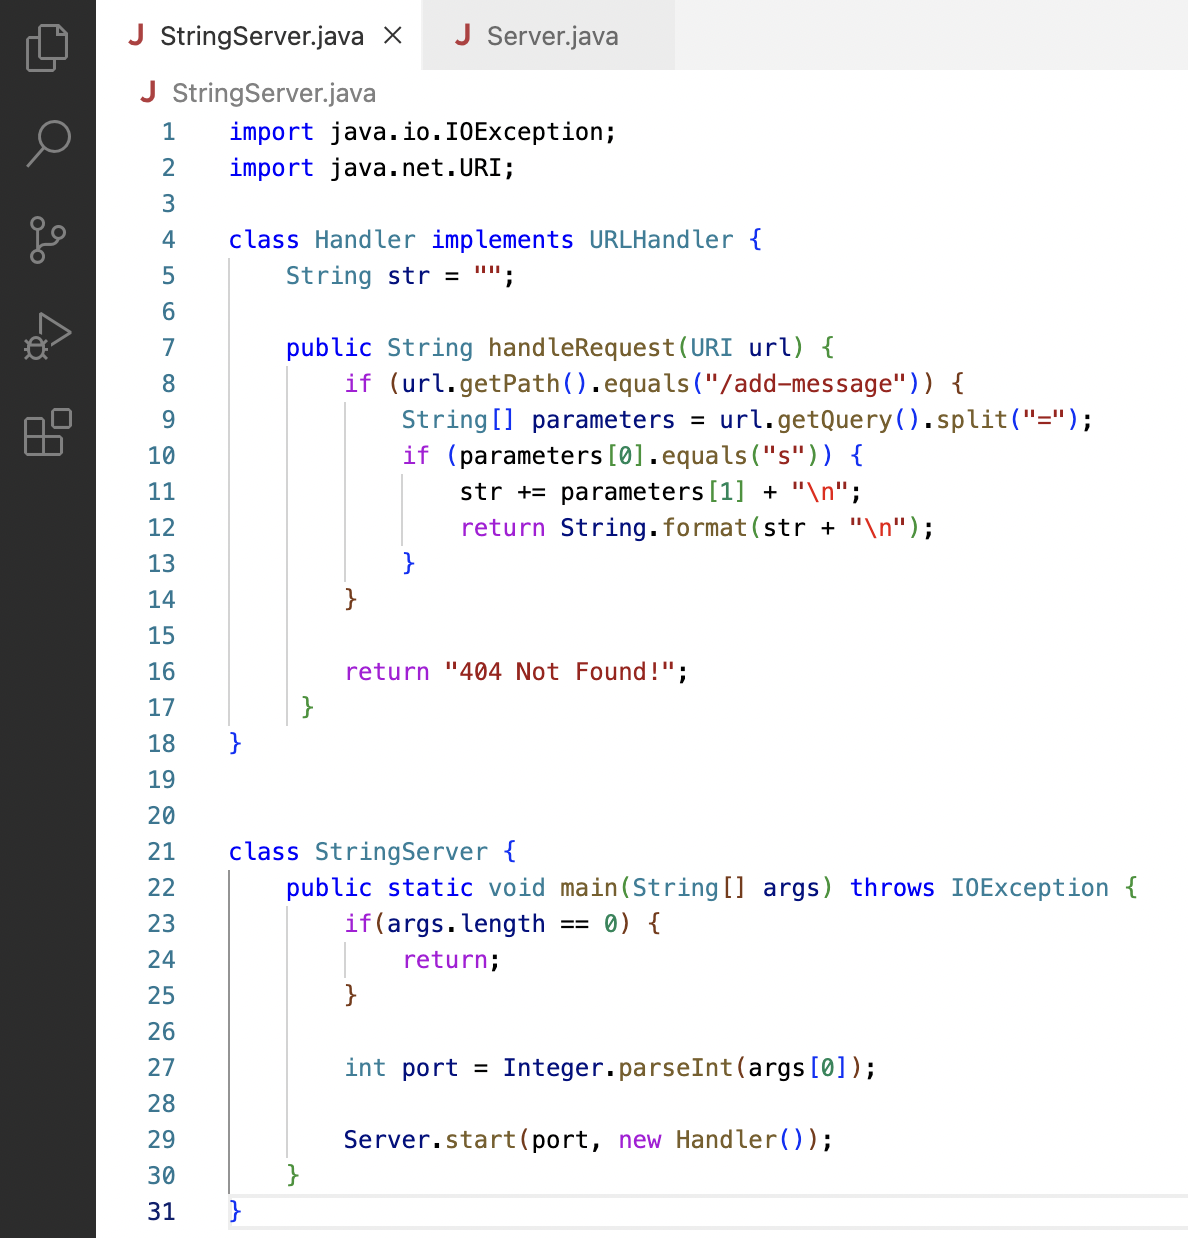 J StringServer.java ×
J Server.java
J StringServer.java
1 import java.io.IOException;
2 import java.net.URI;
3
4 class Handler implements URLHandler {
5     String str = "";
6
7     public String handleRequest(URI url) {
8         if (url.getPath().equals("/add-message")) {
9             String[] parameters = url.getQuery().split("=");
10             if (parameters[0].equals("s")) {
11                 str += parameters[1] + "\n";
12                 return String.format(str + "\n");
13             }
14         }
15
16         return "404 Not Found!";
17      }
18 }
19
20
21 class StringServer {
22     public static void main(String[] args) throws IOException {
23         if(args.length == 0) {
24             return;
25         }
26
27         int port = Integer.parseInt(args[0]);
28
29         Server.start(port, new Handler());
30     }
31 }